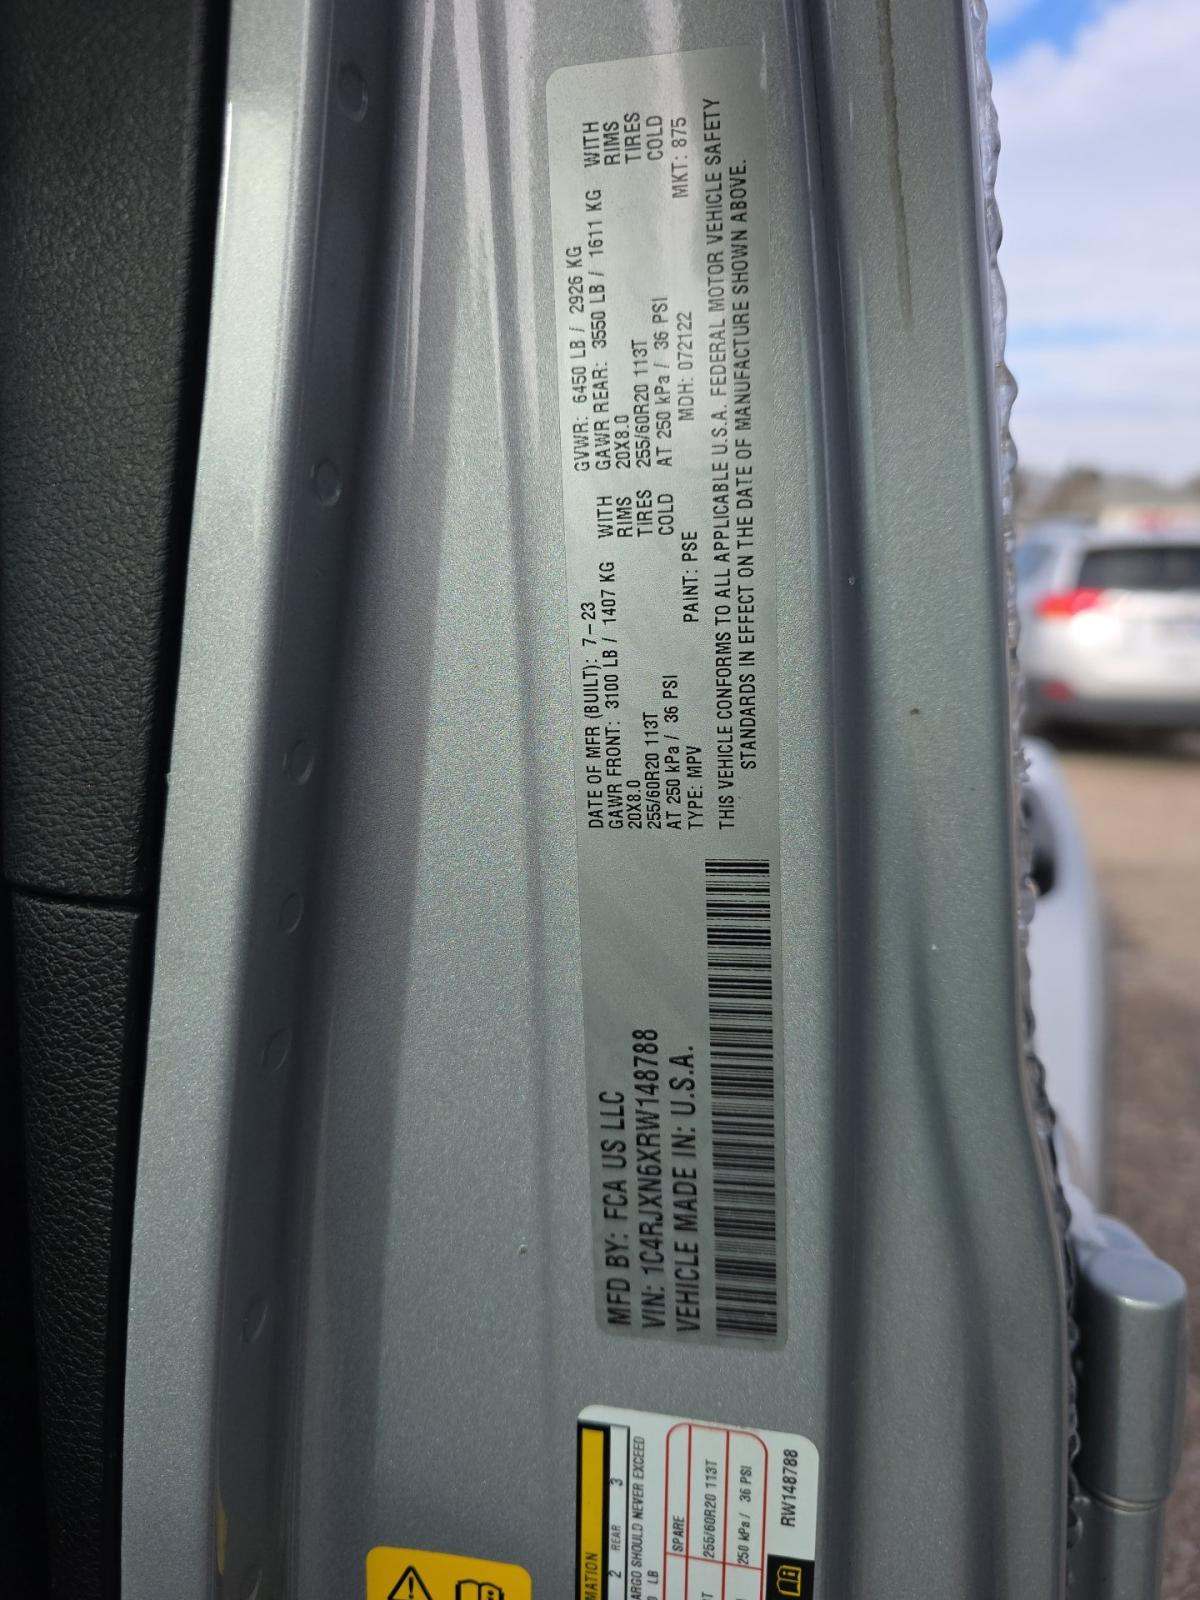 MFD BY: FCA US LLC
VIN: 1C4RJXN6XRW148788
VEHICLE MADE IN: U.S.A.
DATE OF MFR (BUILT): 7-23 GVWR: 6450 LB / 2926 KG
GAWR FRONT: 3100 LB / 1407 KG WITH GAWR REAR: 3550 LB / 1611 KG WITH
20X8.0 RIMS 20X8.0 RIMS
255/60R20 113T TIRES 255/60R20 113T TIRES
AT 250 kPa / 36 PSI COLD AT 250 kPa / 36 PSI COLD
TYPE: MPV PAINT: PSE MDH: 072122 MKT: 875
THIS VEHICLE CONFORMS TO ALL APPLICABLE U.S.A. FEDERAL MOTOR VEHICLE SAFETY
STANDARDS IN EFFECT ON THE DATE OF MANUFACTURE SHOWN ABOVE.
2 REAR 3
SHOULD NEVER EXCEED
LB
SPARE
255/60R20 113T
250 kPa / 36 PSI
RW148788